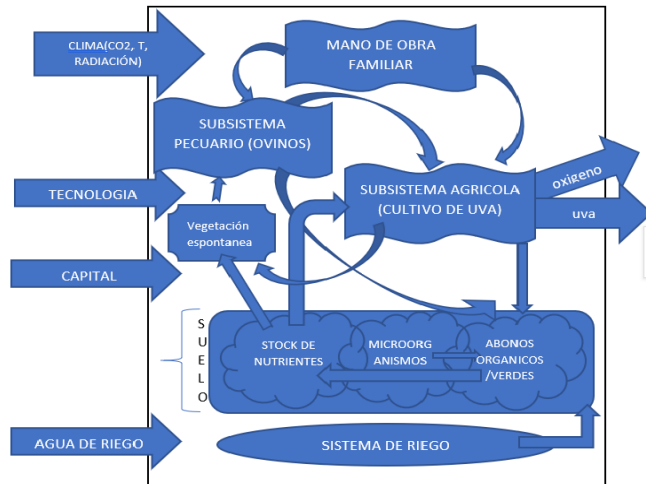 CLIMA(CO2, T,
RADIACIÓN)
MANO DE OBRA
FAMILIAR
SUBSISTEMA
PECUARIO (OVINOS)
TECNOLOGIA
SUBSISTEMA AGRICOLA
(CULTIVO DE UVA)
oxigeno
uva
Vegetación
espontanea
CAPITAL
SUELO
STOCK DE
NUTRIENTES
MICROORG
ANISMOS
ABONOS
ORGANICOS
/VERDES
AGUA DE RIEGO
SISTEMA DE RIEGO